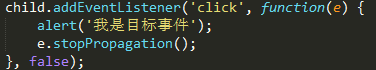 child.addEventListener('click', function(e) {
    alert('我是目标事件');
    e.stopPropagation();
}, false);